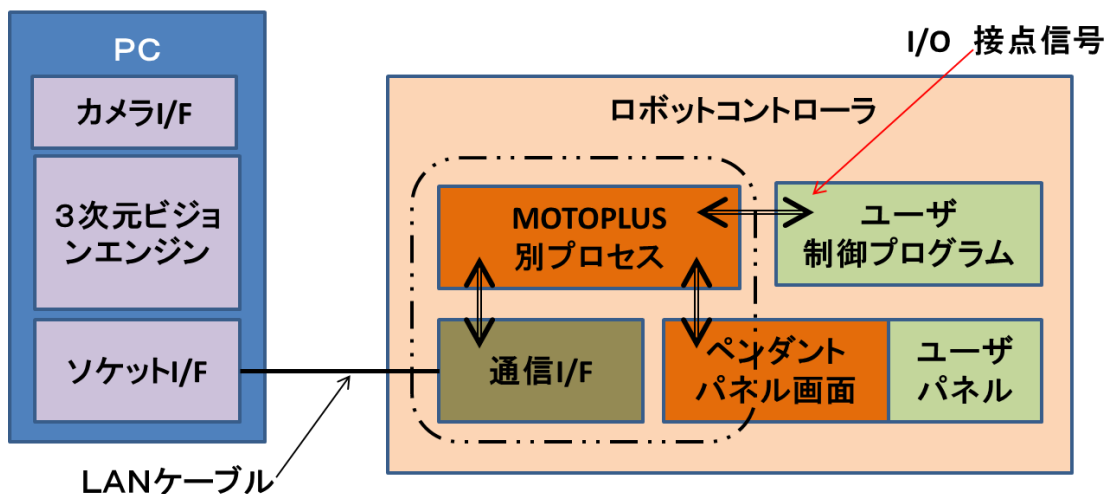 PC
カメラI/F
3次元ビジョ
ンエンジン
ソケットI/F
LANケーブル
I/O 接点信号
ロボットコントローラ
MOTOPLUS
別プロセス
ユーザ
制御プログラム
通信I/F
ペンダント
パネル画面
ユーザ
パネル